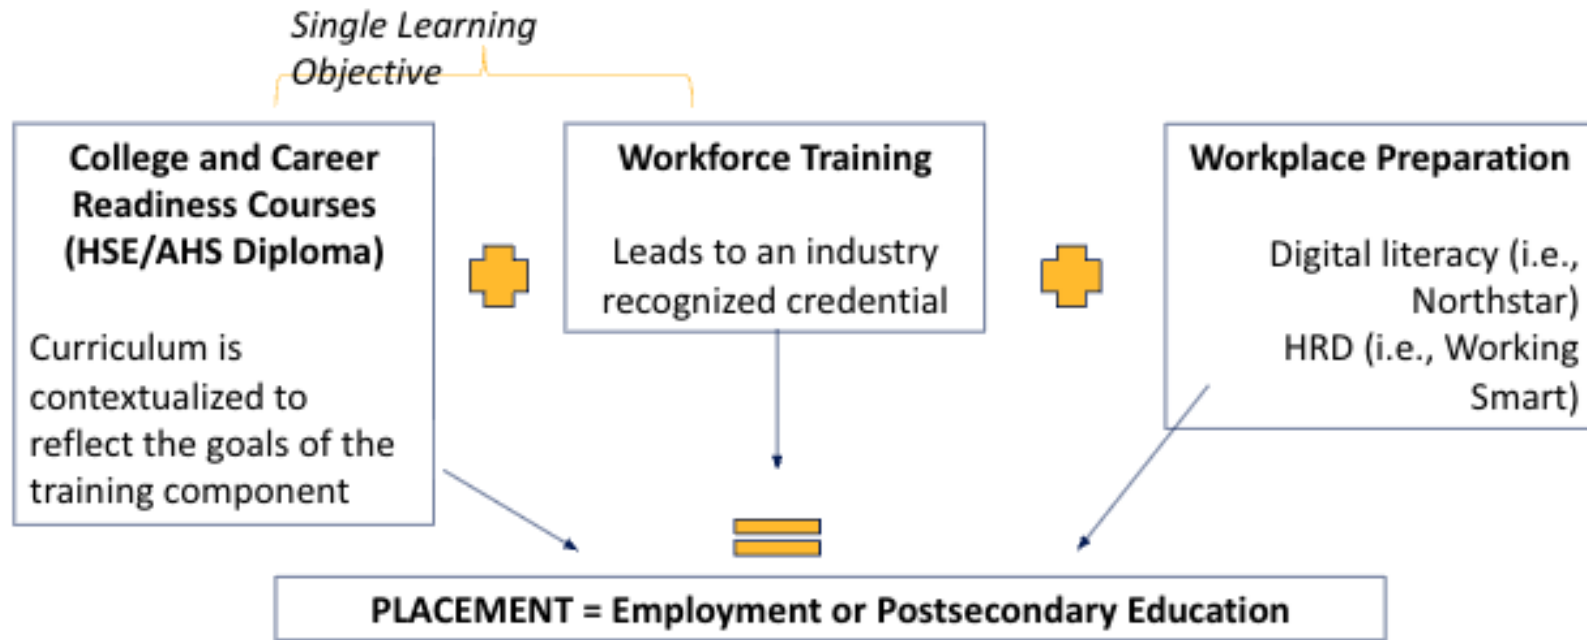 Single Learning
Objective
College and Career
Readiness Courses
(HSE/AHS Diploma)
Curriculum is
contextualized to
reflect the goals of the
training component
Workforce Training
Leads to an industry
recognized credential
Workplace Preparation
Digital literacy (i.e.,
Northstar)
HRD (i.e., Working
Smart)
PLACEMENT = Employment or Postsecondary Education